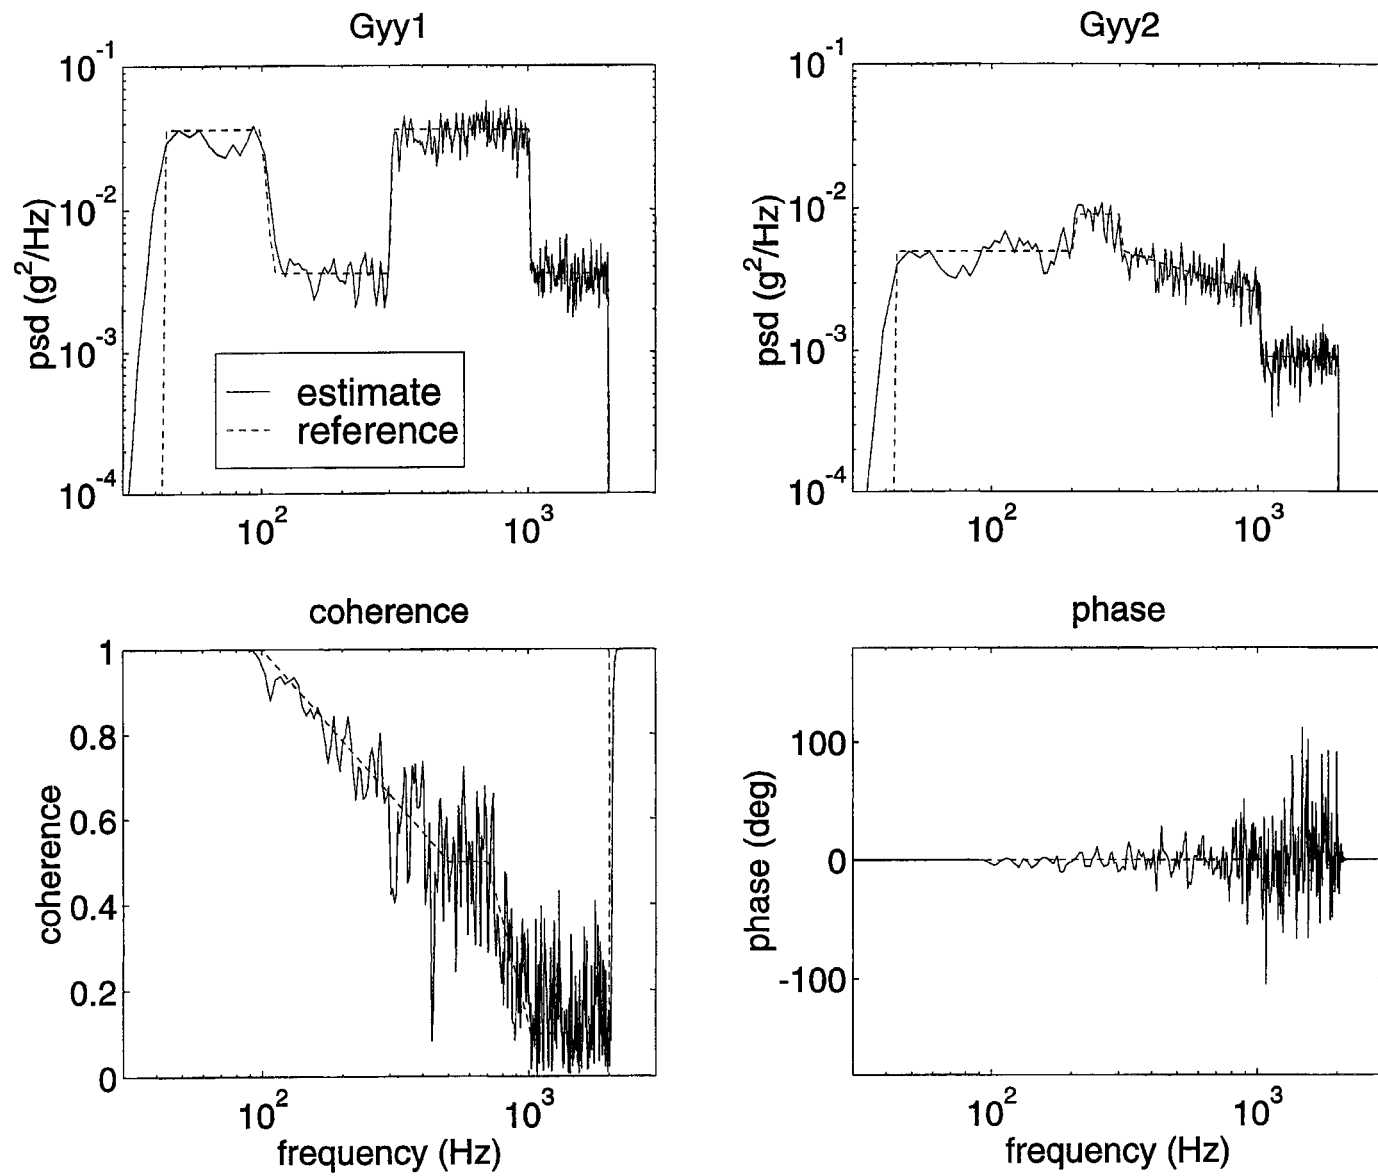 Gyy1
10^-1
10^-2
10^-3
10^-4
psd (g^2/Hz)
estimate
reference
10^2
10^3
Gyy2
10^-1
10^-2
10^-3
10^-4
psd (g^2/Hz)
10^2
10^3
coherence
1
0.8
0.6
0.4
0.2
0
coherence
10^2
10^3
frequency (Hz)
phase
100
0
-100
phase (deg)
10^2
10^3
frequency (Hz)